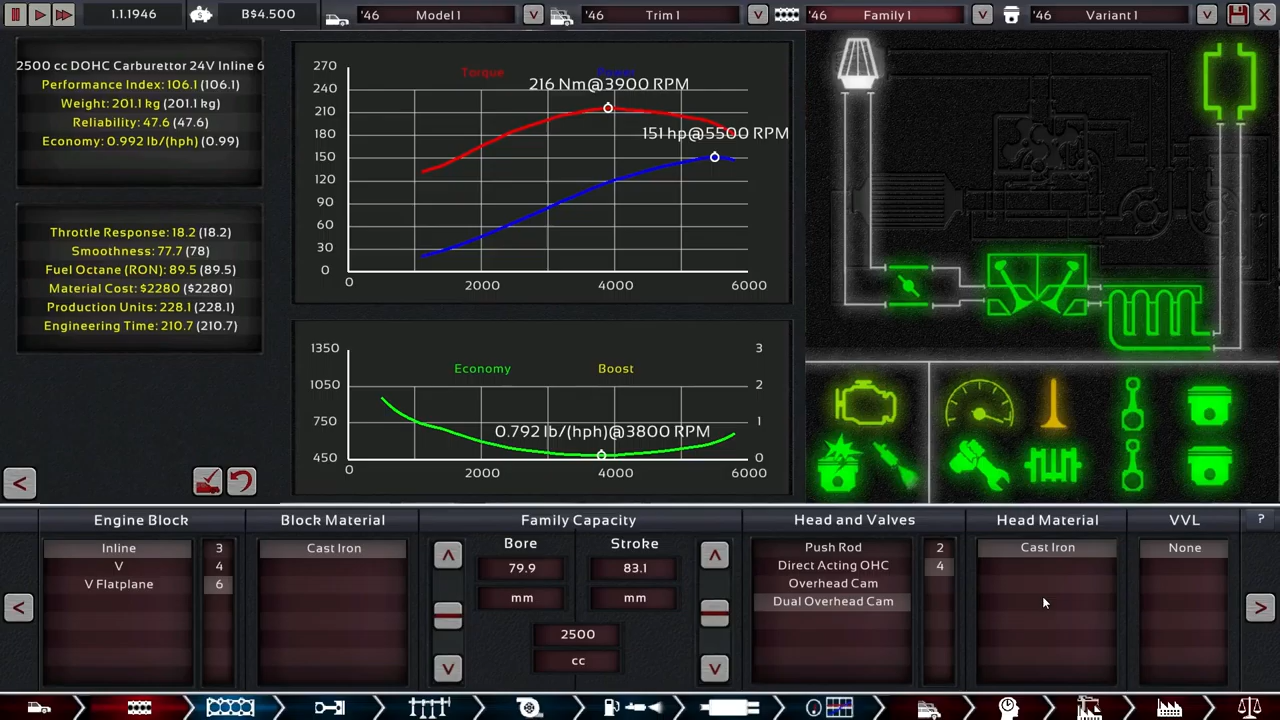 1.1.1946
B$4.500
'46 Model 1
'46 Trim 1
'46 Family 1
'46 Variant 1
2500 cc DOHC Carburettor 24V Inline 6
Performance Index: 106.1 (106.1)
Weight: 201.1 kg (201.1 kg)
Reliability: 47.6 (47.6)
Economy: 0.992 lb/(hph) (0.99)
Throttle Response: 18.2 (18.2)
Smoothness: 77.7 (78)
Fuel Octane (RON): 89.5 (89.5)
Material Cost: $2280 ($2280)
Production Units: 228.1 (228.1)
Engineering Time: 210.7 (210.7)
270
240
210
180
150
120
90
60
30
0
Torque
216 Nm@3900 RPM
151 hp@5500 RPM
2000
4000
6000
1350
1050
750
450
Economy
Boost
3
2
1
0
0.792 lb/(hph)@3800 RPM
0
2000
4000
6000
<
Engine Block
Block Material
Family Capacity
Head and Valves
Head Material
VVL
?
Inline
V
V Flatplane
3
4
6
Cast Iron
Bore
Stroke
79.9
83.1
mm
mm
2500
cc
Push Rod
Direct Acting OHC
Overhead Cam
Dual Overhead Cam
2
4
Cast Iron
None
<
>